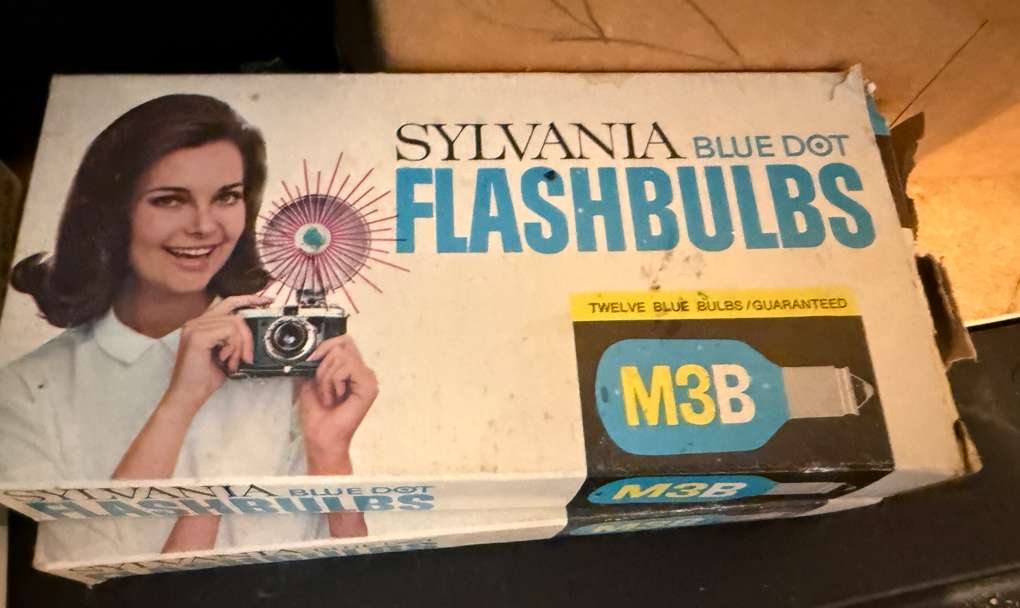 SYLVANIA BLUE DOT
FLASHBULBS
TWELVE BLUE BULBS/GUARANTEED
M3B
SYLVANIA BLUE DOT
FLASHBULBS
M3B